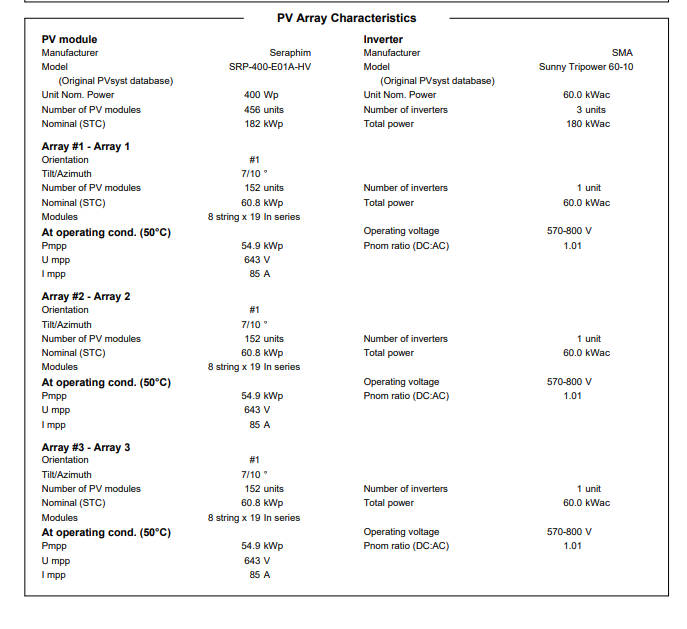 PV Array Characteristics
PV module Inverter
Manufacturer Seraphim Manufacturer SMA
Model SRP-400-E01A-HV Model Sunny Tripower 60-10
(Original PVsyst database) (Original PVsyst database)
Unit Nom. Power 400 Wp Unit Nom. Power 60.0 kWac
Number of PV modules 456 units Number of inverters 3 units
Nominal (STC) 182 kWp Total power 180 kWac
Array #1 - Array 1
Orientation #1
Tilt/Azimuth 7/10 °
Number of PV modules 152 units Number of inverters 1 unit
Nominal (STC) 60.8 kWp Total power 60.0 kWac
Modules 8 string x 19 In series
At operating cond. (50°C) Operating voltage 570-800 V
Pmpp 54.9 kWp Pnom ratio (DC:AC) 1.01
U mpp 643 V
I mpp 85 A
Array #2 - Array 2
Orientation #1
Tilt/Azimuth 7/10 °
Number of PV modules 152 units Number of inverters 1 unit
Nominal (STC) 60.8 kWp Total power 60.0 kWac
Modules 8 string x 19 In series
At operating cond. (50°C) Operating voltage 570-800 V
Pmpp 54.9 kWp Pnom ratio (DC:AC) 1.01
U mpp 643 V
I mpp 85 A
Array #3 - Array 3
Orientation #1
Tilt/Azimuth 7/10 °
Number of PV modules 152 units Number of inverters 1 unit
Nominal (STC) 60.8 kWp Total power 60.0 kWac
Modules 8 string x 19 In series
At operating cond. (50°C) Operating voltage 570-800 V
Pmpp 54.9 kWp Pnom ratio (DC:AC) 1.01
U mpp 643 V
I mpp 85 A